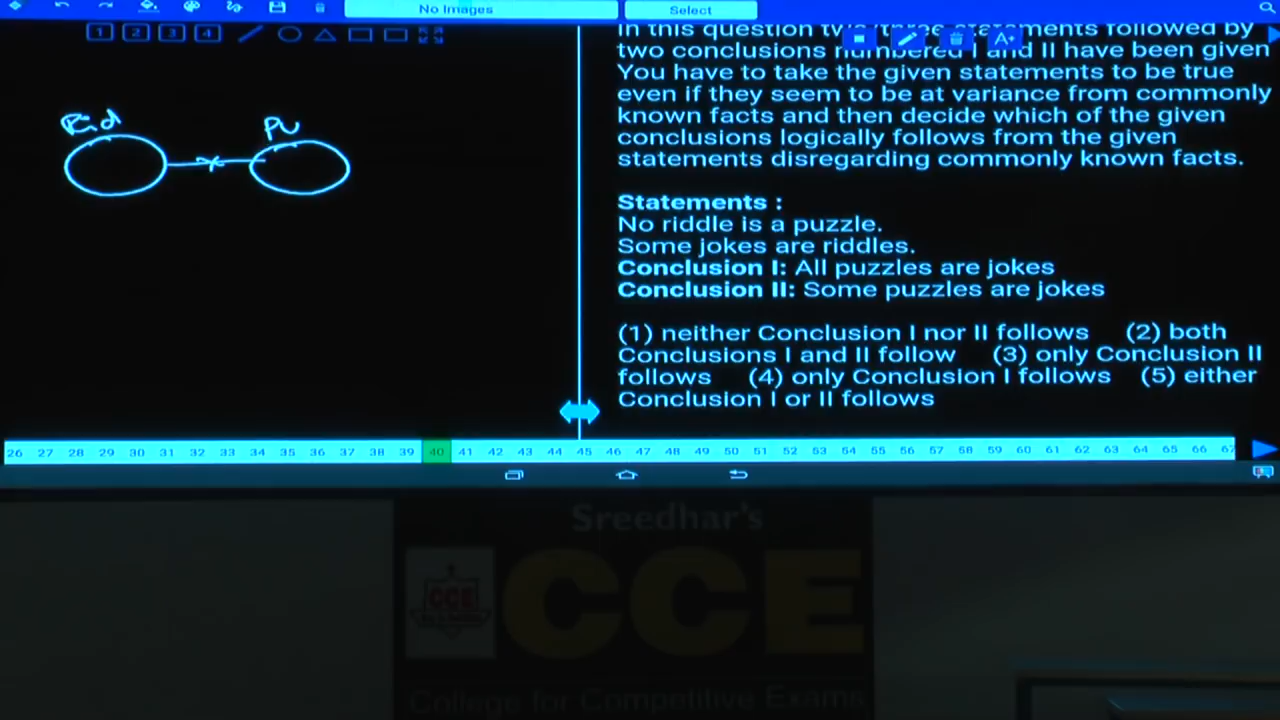 No Images
Select
1 2 3 4
In this question two/three statements followed by
two conclusions numbered I and II have been given
You have to take the given statements to be true
even if they seem to be at variance from commonly
known facts and then decide which of the given
conclusions logically follows from the given
statements disregarding commonly known facts.
Rid
Pu
Statements :
No riddle is a puzzle.
Some jokes are riddles.
Conclusion I: All puzzles are jokes
Conclusion II: Some puzzles are jokes
(1) neither Conclusion I nor II follows (2) both
Conclusions I and II follow (3) only Conclusion II
follows (4) only Conclusion I follows (5) either
Conclusion I or II follows
26 27 28 29 30 31 32 33 34 35 36 37 38 39 40 41 42 43 44 45 46 47 48 49 50 51 52 53 54 55 56 57 58 59 60 61 62 63 64 65 66 67
Sreedhar's
CCE
CCE
College for Competitive Exams